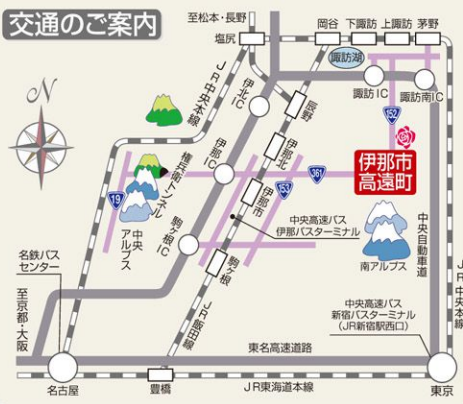 交通のご案内
至松本・長野
塩尻
岡谷
下諏訪
上諏訪
茅野
諏訪湖
諏訪IC
諏訪南IC
152
JR中央本線
伊北IC
辰野
N
権兵衛トンネル
伊那IC
伊那北
361
伊那市
高遠町
19
中央
アルプス
駒ヶ根IC
伊那市
153
中央高速バス
伊那バスターミナル
南アルプス
中央自動車道
JR中央本線
駒ヶ根
名鉄バス
センター
JR飯田線
中央高速バス
新宿バスターミナル
(JR新宿駅西口)
至京都・大阪
東名高速道路
名古屋
豊橋
JR東海道本線
東京